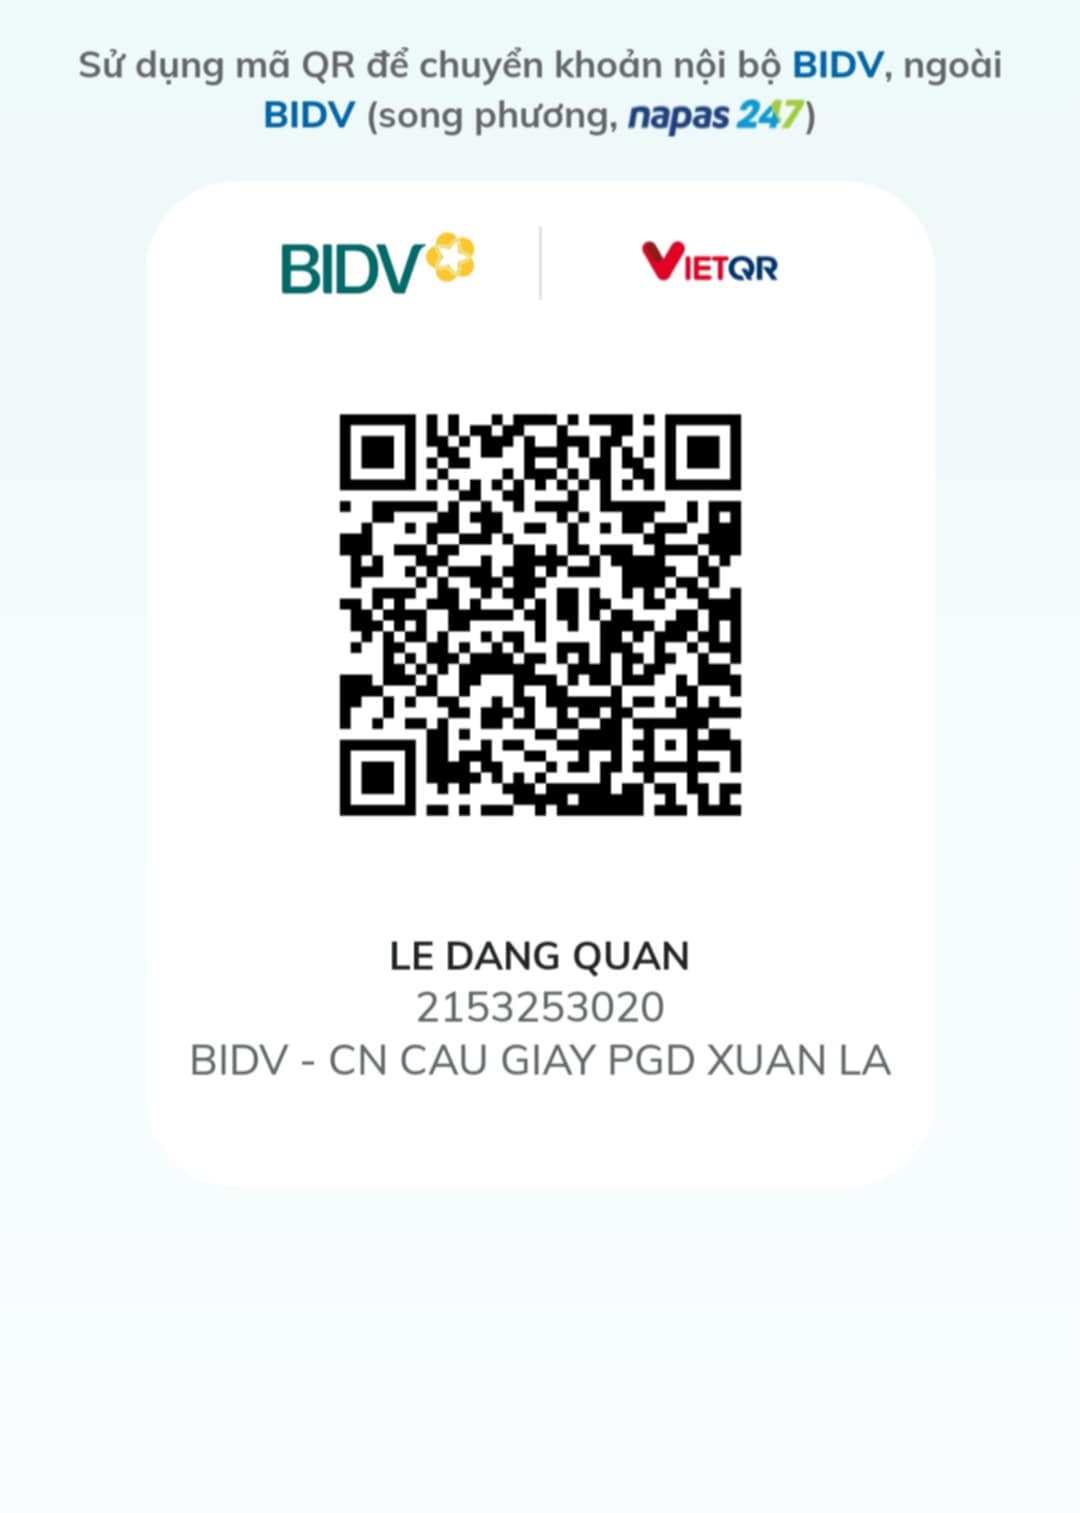 Sử dụng mã QR để chuyển khoản nội bộ BIDV, ngoài
BIDV (song phương, napas 247)
BIDV
VIETQR
LE DANG QUAN
2153253020
BIDV - CN CAU GIAY PGD XUAN LA